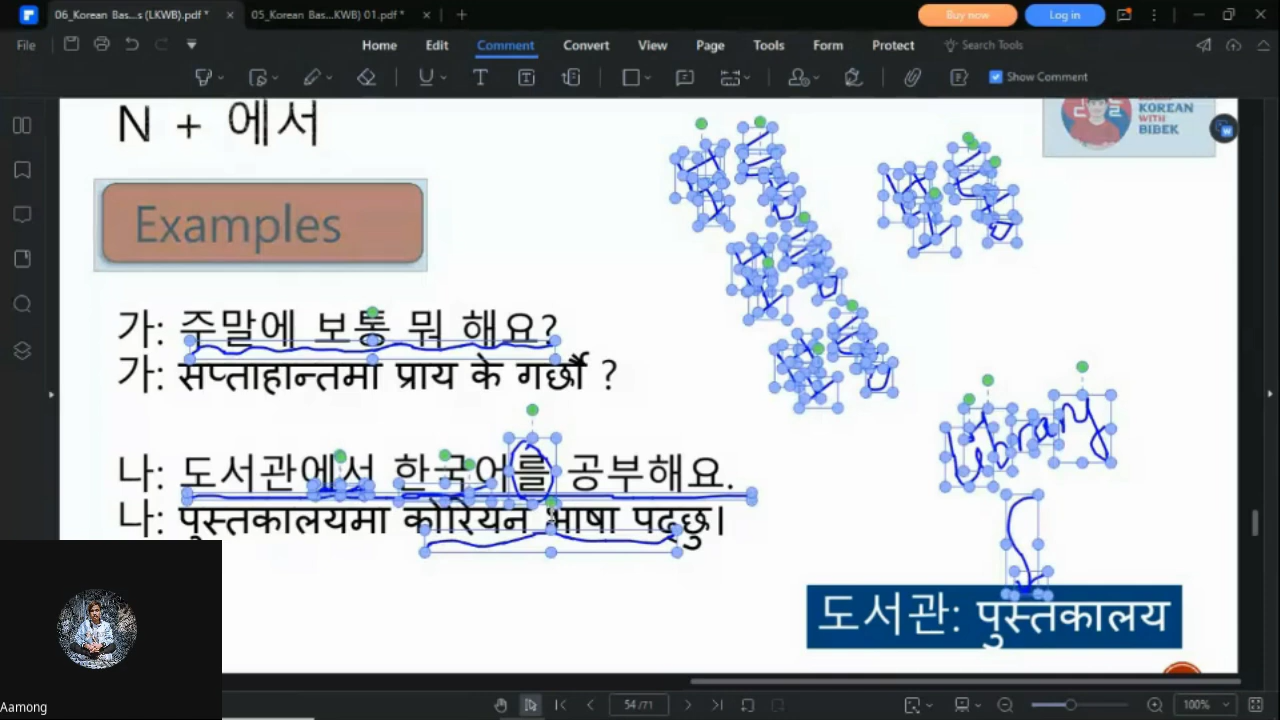 06_Korean Bas...s (LKWB).pdf *
05_Korean Bas...KWB) 01.pdf *
Buy now
Log in
File
Home
Edit
Comment
Convert
View
Page
Tools
Form
Protect
Search Tools
Show Comment
N + 에서
KOREAN
WITH
BIBEK
Examples
가: 주말에 보통 뭐 해요?
가: सप्ताहान्तमा प्राय के गर्छौ ?
나: 도서관에서 한국어를 공부해요.
나: पुस्तकालयमा कोरियन भाषा पढ्छु।
Library
도서관: पुस्तकालय
Aamong
54 /71
100%